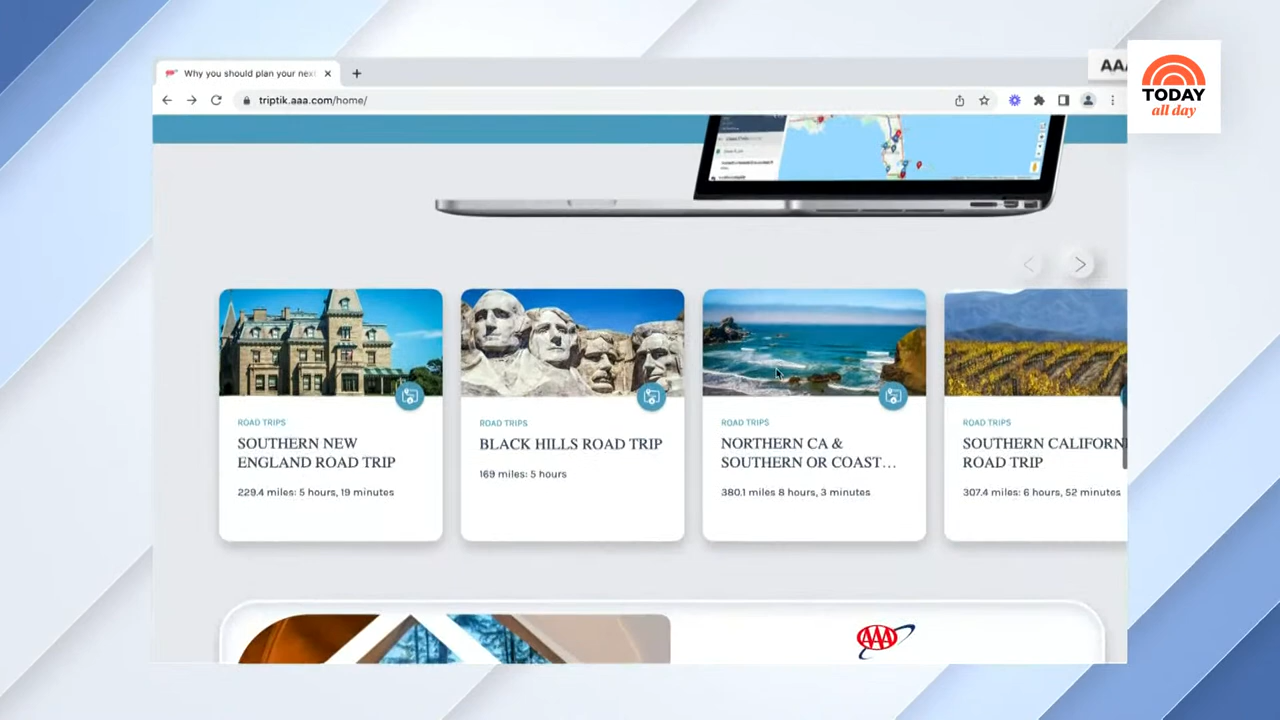 Why you should plan your nex
AAA
TODAY
all day
triptik.aaa.com/home/
ROAD TRIPS
SOUTHERN NEW
ENGLAND ROAD TRIP
229.4 miles: 5 hours, 19 minutes
ROAD TRIPS
BLACK HILLS ROAD TRIP
169 miles: 5 hours
ROAD TRIPS
NORTHERN CA &
SOUTHERN OR COAST...
380.1 miles 8 hours, 3 minutes
ROAD TRIPS
SOUTHERN CALIFORN
ROAD TRIP
307.4 miles: 6 hours, 52 minutes
AAA